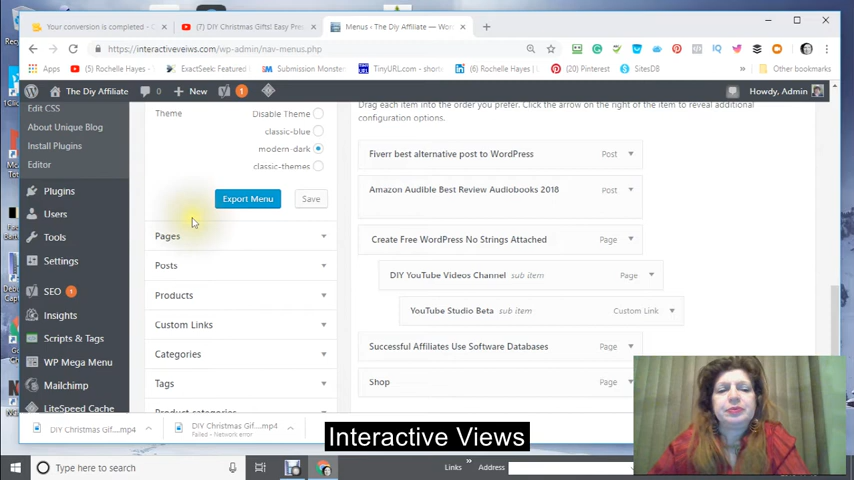 Your conversion is completed - C
(7) DIY Christmas Gifts! Easy Pre
Menus - The Diy Affiliate — Wor
https://interactiveveiws.com/wp-admin/nav-menus.php
Apps
(5) Rochelle Hayes -
ExactSeek: Featured
Submission Monster
TinyURL.com - shorte
(6) Rochelle Hayes -
(20) Pinterest
SitesDB
Other bookmarks
The Diy Affiliate
0
New
1
Howdy, Admin
Edit CSS
About Unique Blog
Install Plugins
Editor
Plugins
Users
Tools
Settings
SEO 1
Insights
Scripts & Tags
WP Mega Menu
Mailchimp
LiteSpeed Cache
Theme
Disable Theme
classic-blue
modern-dark
classic-themes
Export Menu
Save
Pages
Posts
Products
Custom Links
Categories
Tags
Product categories
Drag each item into the order you prefer. Click the arrow on the right of the item to reveal additional
configuration options.
Fiverr best alternative post to WordPress Post
Amazon Audible Best Review Audiobooks 2018 Post
Create Free WordPress No Strings Attached Page
DIY YouTube Videos Channel sub item Page
YouTube Studio Beta sub item Custom Link
Successful Affiliates Use Software Databases Page
Shop Page
DIY Christmas Gif....mp4
DIY Christmas Gif....mp4
Failed - Network error
Interactive Views
Type here to search
Links
Address